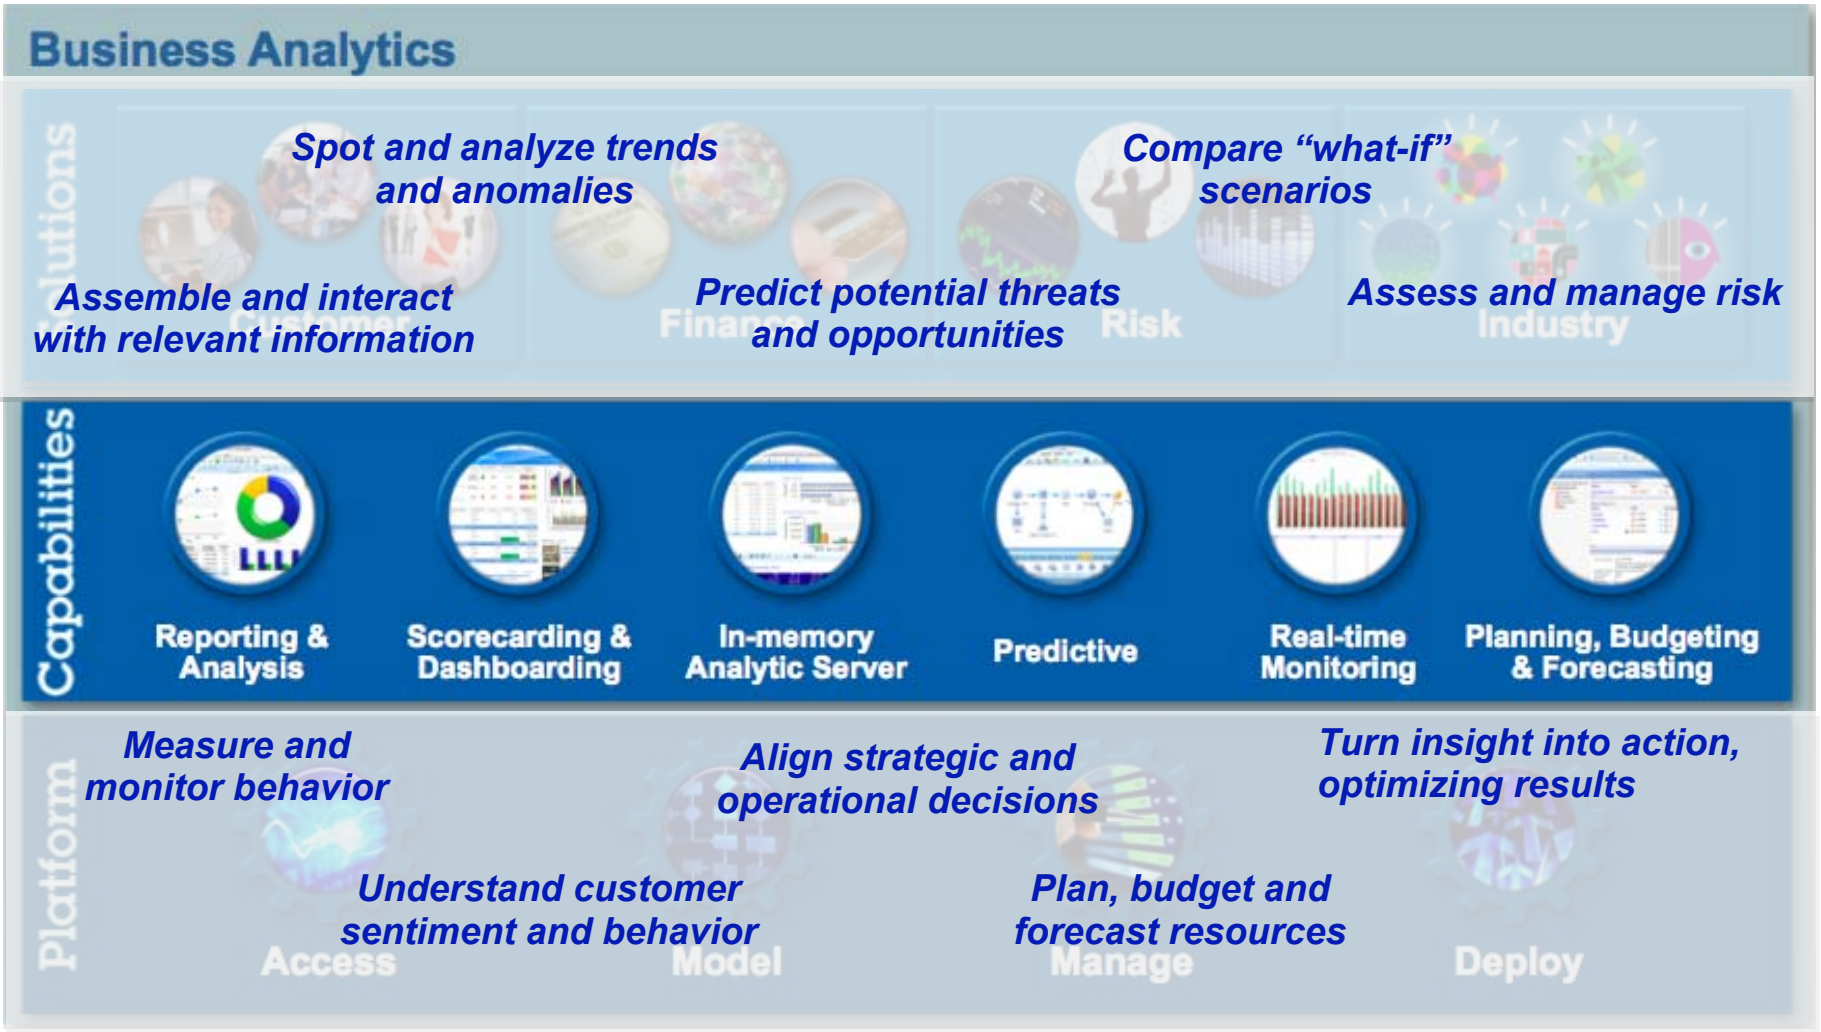 Business Analytics
Solutions
Spot and analyze trends
and anomalies
Compare “what-if”
scenarios
Assemble and interact
with relevant information
Predict potential threats
and opportunities
Assess and manage risk
Customer
Finance
Risk
Industry
Capabilities
Reporting &
Analysis
Scorecarding &
Dashboarding
In-memory
Analytic Server
Predictive
Real-time
Monitoring
Planning, Budgeting
& Forecasting
Platform
Measure and
monitor behavior
Align strategic and
operational decisions
Turn insight into action,
optimizing results
Understand customer
sentiment and behavior
Plan, budget and
forecast resources
Access
Model
Manage
Deploy